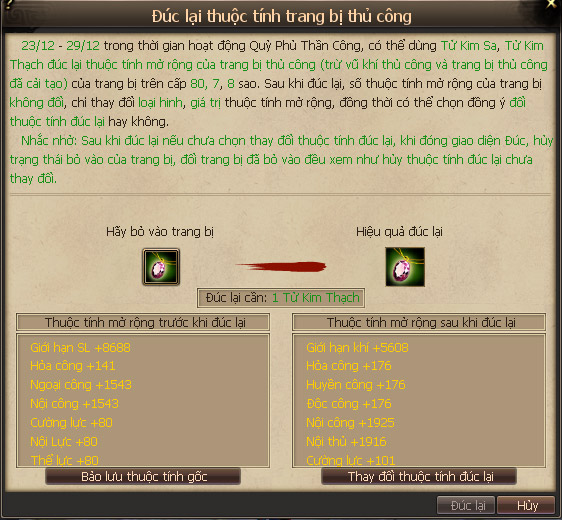 ?
Đúc lại thuộc tính trang bị thủ công
23/12 - 29/12 trong thời gian hoạt động Quỷ Phủ Thần Công, có thể dùng Tử Kim Sa, Tử Kim
Thạch đúc lại thuộc tính mở rộng của trang bị thủ công (trừ vũ khí thủ công và trang bị thủ công
đã cải tạo) của trang bị trên cấp 80, 7, 8 sao. Sau khi đúc lại, số thuộc tính mở rộng của trang bị
không đổi, chỉ thay đổi loại hình, giá trị thuộc tính mở rộng, đồng thời có thể chọn đồng ý đổi
thuộc tính đúc lại hay không.
Nhắc nhở: Sau khi đúc lại nếu chưa chọn thay đổi thuộc tính đúc lại, khi đóng giao diện Đúc, hủy
trạng thái bỏ vào của trang bị, đổi trang bị đã bỏ vào đều xem như hủy thuộc tính đúc lại chưa
thay đổi.
Hãy bỏ vào trang bị
Hiệu quả đúc lại
Đúc lại cần: 1 Tử Kim Thạch
Thuộc tính mở rộng trước khi đúc lại
Giới hạn SL +8688
Hỏa công +141
Ngoại công +1543
Nội công +1543
Cường lực +80
Nội Lực +80
Thể lực +80
Bảo lưu thuộc tính gốc
Thuộc tính mở rộng sau khi đúc lại
Giới hạn khí +5608
Hỏa công +176
Huyền công +176
Độc công +176
Nội công +1925
Nội thủ +1916
Cường lực +101
Thay đổi thuộc tính đúc lại
Đúc lại
Hủy